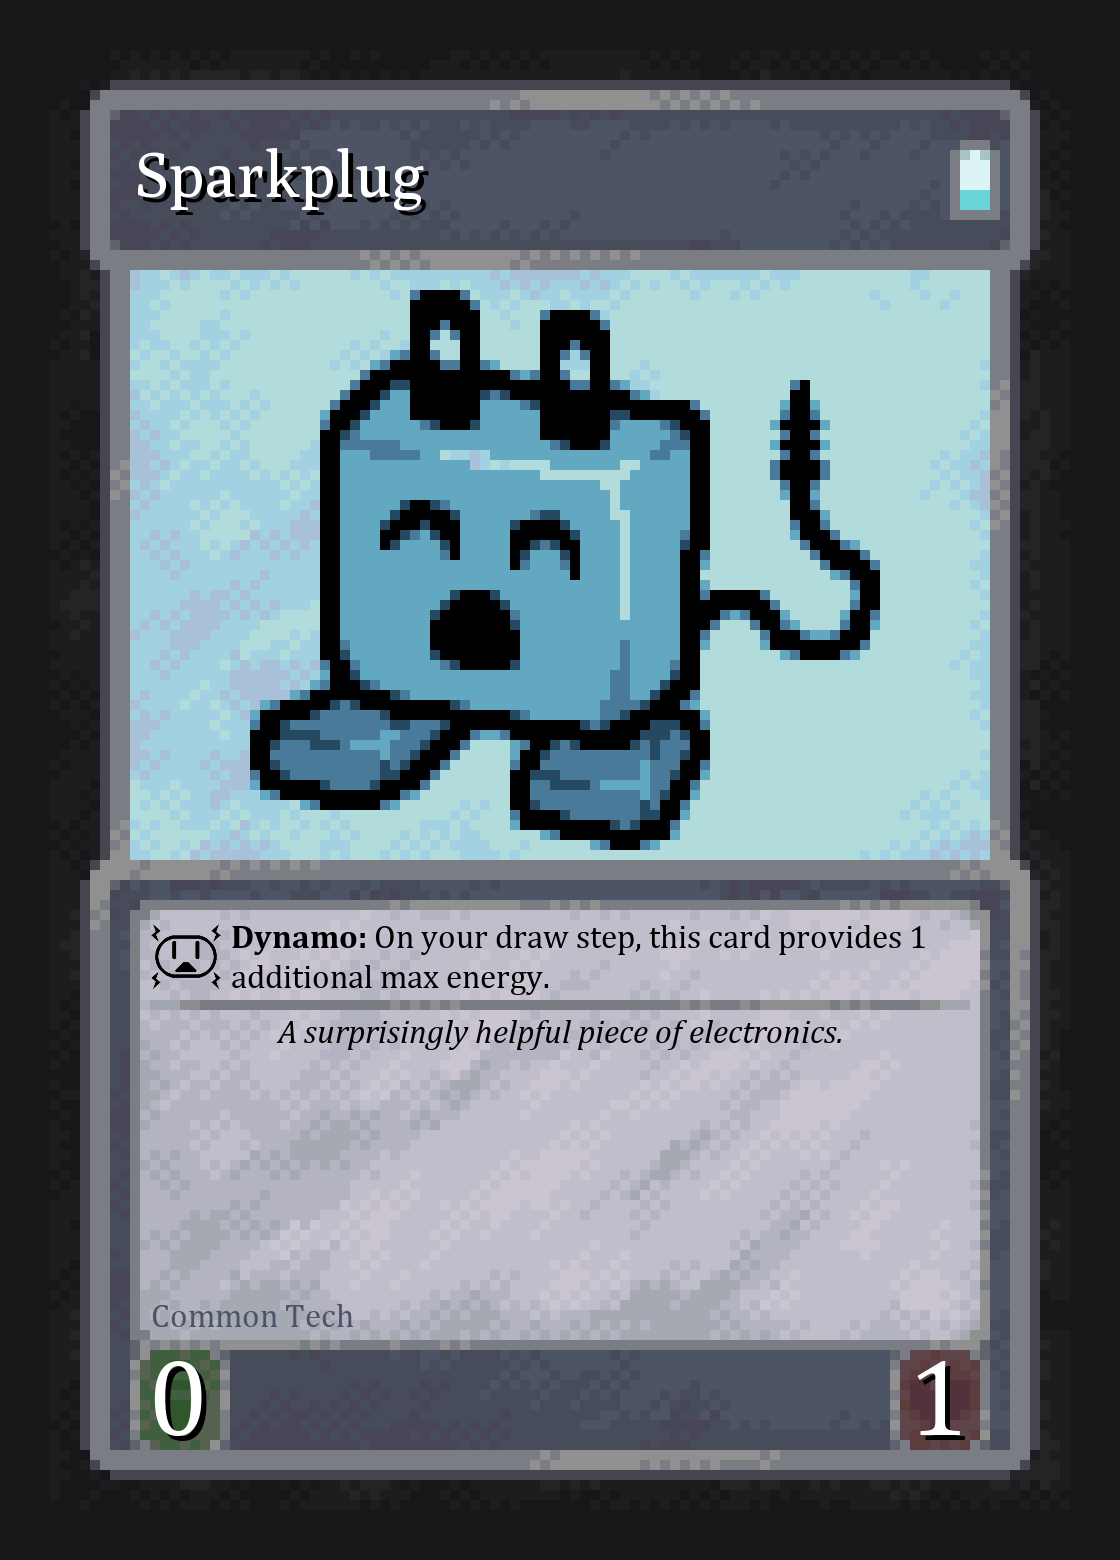 Sparkplug
Dynamo: On your draw step, this card provides 1
additional max energy.
A surprisingly helpful piece of electronics.
Common Tech
0
1